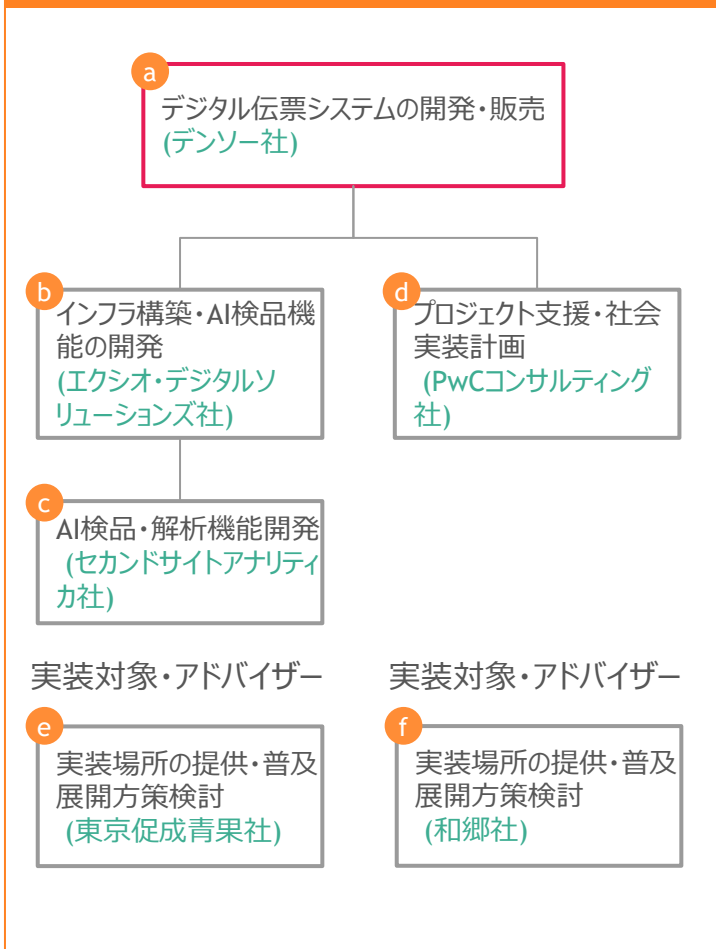 a
デジタル伝票システムの開発・販売
(デンソー社)
b
インフラ構築・AI検品機
能の開発
(エクシオ・デジタルソ
リューションズ社)
d
プロジェクト支援・社会
実装計画
(PwCコンサルティング
社)
c
AI検品・解析機能開発
(セカンドサイトアナリティ
カ社)
実装対象・アドバイザー
実装対象・アドバイザー
e
実装場所の提供・普及
展開方策検討
(東京促成青果社)
f
実装場所の提供・普及
展開方策検討
(和郷社)